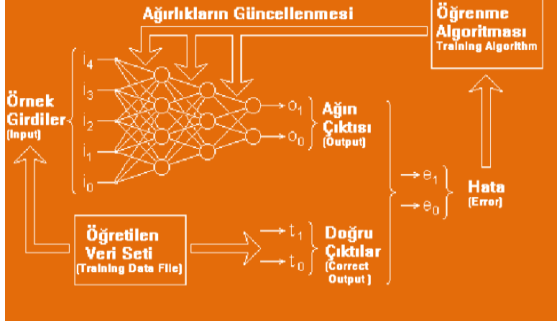 Ağırlıkların Güncellenmesi
Öğrenme
Algoritması
Training Algorithm
Örnek
Girdiler
(Input)
i4
i3
i2
i1
i0
o1
o0
Ağın
Çıktısı
(Output)
e1
e0
Hata
(Error)
Öğretilen
Veri Seti
(Training Data File)
t1
t0
Doğru
Çıktılar
(Correct
Output)